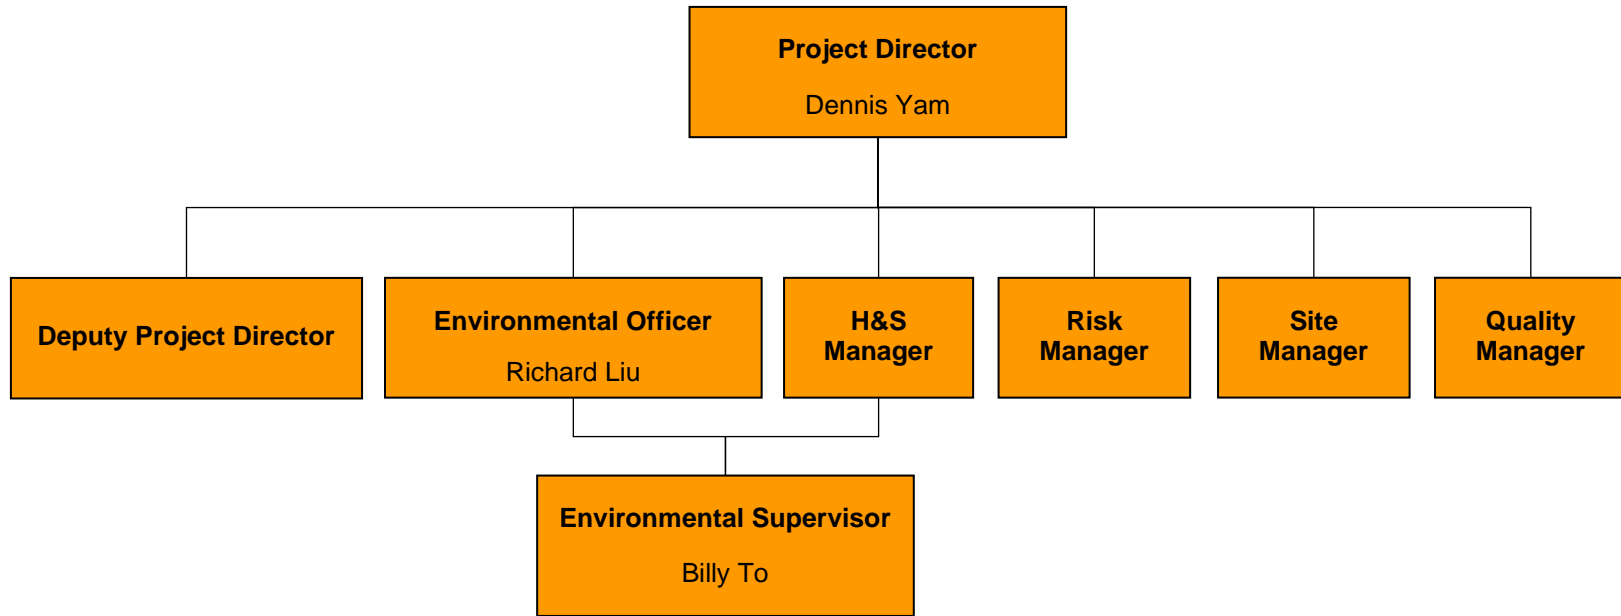 Project Director
Dennis Yam
Deputy Project Director
Environmental Officer
Richard Liu
H&S
Manager
Risk
Manager
Site
Manager
Quality
Manager
Environmental Supervisor
Billy To